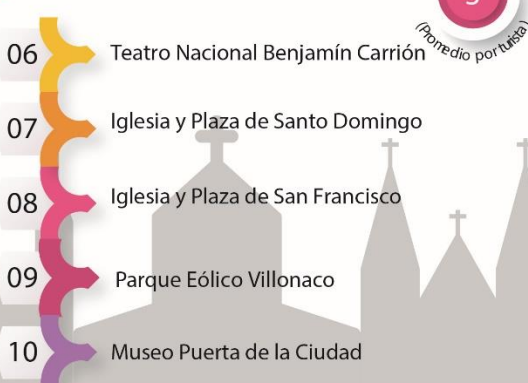 (Promedio por turista)
06 Teatro Nacional Benjamín Carrión
07 Iglesia y Plaza de Santo Domingo
08 Iglesia y Plaza de San Francisco
09 Parque Eólico Villonaco
10 Museo Puerta de la Ciudad